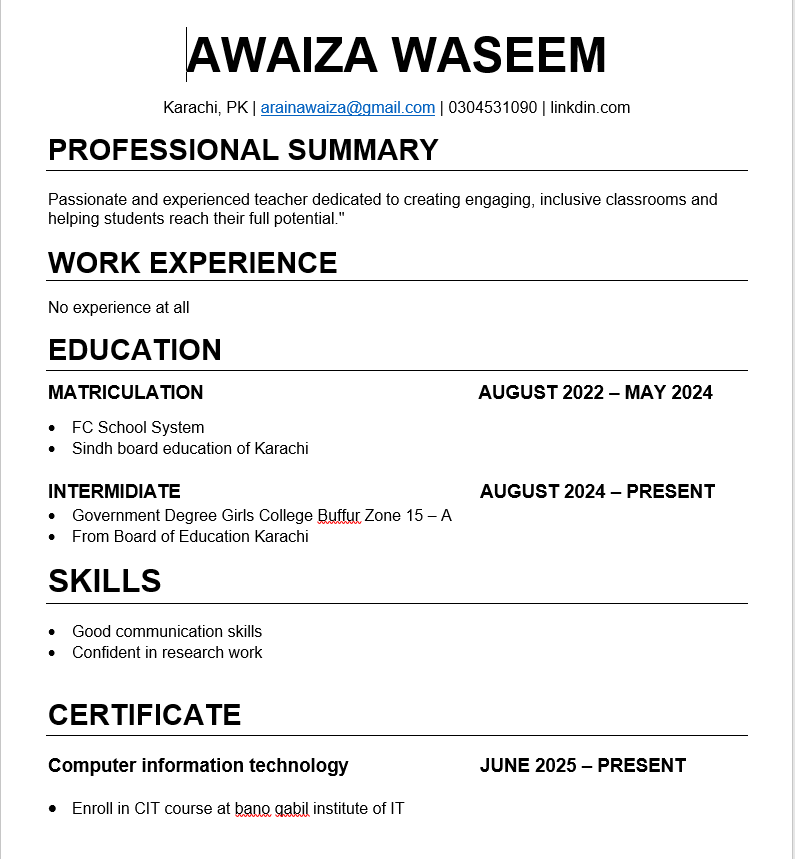 AWAIZA WASEEM
Karachi, PK | arainawaiza@gmail.com | 0304531090 | linkdin.com
PROFESSIONAL SUMMARY
Passionate and experienced teacher dedicated to creating engaging, inclusive classrooms and
helping students reach their full potential."
WORK EXPERIENCE
No experience at all
EDUCATION
MATRICULATION AUGUST 2022 – MAY 2024
• FC School System
• Sindh board education of Karachi
INTERMIDIATE AUGUST 2024 – PRESENT
• Government Degree Girls College Buffur Zone 15 – A
• From Board of Education Karachi
SKILLS
• Good communication skills
• Confident in research work
CERTIFICATE
Computer information technology JUNE 2025 – PRESENT
• Enroll in CIT course at bano qabil institute of IT